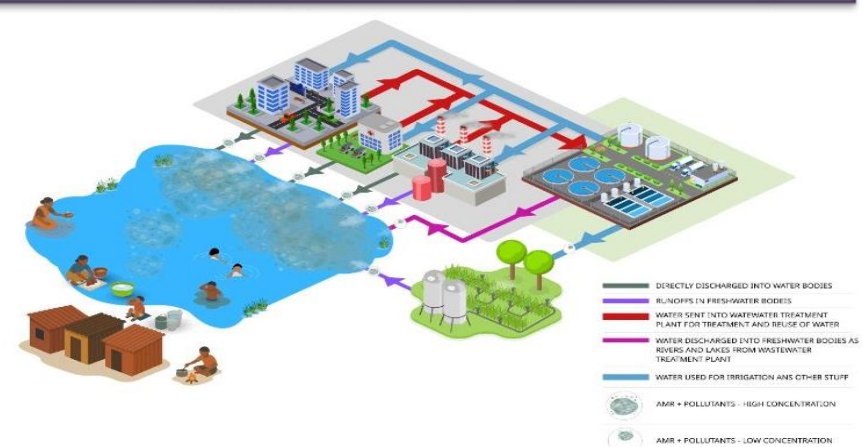 DIRECTLY DISCHARGED INTO WATER BODIES
RUNOFFS IN FRESHWATER BODEIS
WATER SENT INTO WATEWATER TREATMENT
PLANT FOR TREATMENT AND REUSE OF WATER
WATER DISCHARGED INTO FRESHWATER BODIES AS
RIVERS AND LAKES FROM WASTEWATER
TREATMENT PLANT
WATER USED FOR IRRIGATION ANS OTHER STUFF
AMR + POLLUTANTS - HIGH CONCENTRATION
AMR + POLLUTANTS - LOW CONCENTRATION